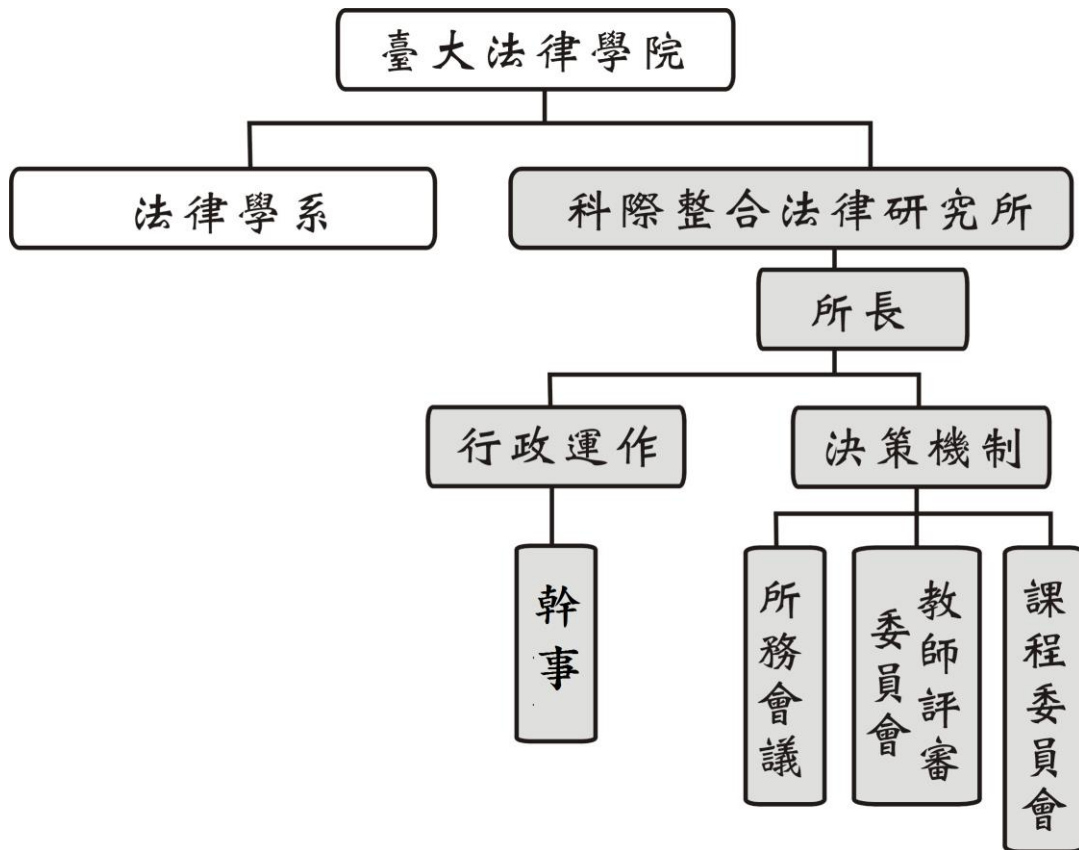 臺大法律學院
法律學系
科際整合法律研究所
所長
行政運作
決策機制
幹事
所務會議
教師評審
委員會
課程委員會